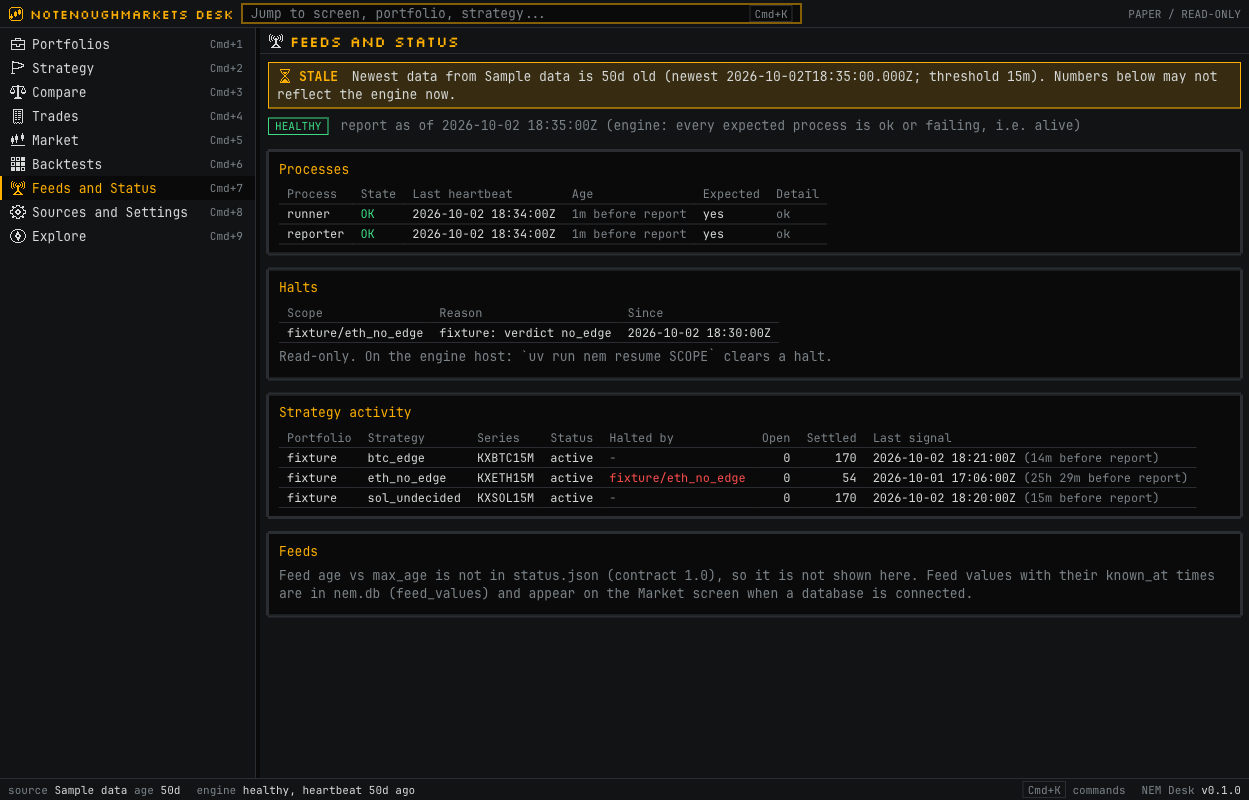 NOTENOUGHMARKETS DESK Jump to screen, portfolio, strategy... Cmd+K PAPER / READ-ONLY
Portfolios Cmd+1
Strategy Cmd+2
Compare Cmd+3
Trades Cmd+4
Market Cmd+5
Backtests Cmd+6
Feeds and Status Cmd+7
Sources and Settings Cmd+8
Explore Cmd+9
FEEDS AND STATUS
STALE Newest data from Sample data is 50d old (newest 2026-10-02T18:35:00.000Z; threshold 15m). Numbers below may not
reflect the engine now.
HEALTHY report as of 2026-10-02 18:35:00Z (engine: every expected process is ok or failing, i.e. alive)
Processes
Process State Last heartbeat Age Expected Detail
runner OK 2026-10-02 18:34:00Z 1m before report yes ok
reporter OK 2026-10-02 18:34:00Z 1m before report yes ok
Halts
Scope Reason Since
fixture/eth_no_edge fixture: verdict no_edge 2026-10-02 18:30:00Z
Read-only. On the engine host: `uv run nem resume SCOPE` clears a halt.
Strategy activity
Portfolio Strategy Series Status Halted by Open Settled Last signal
fixture btc_edge KXBTC15M active - 0 170 2026-10-02 18:21:00Z (14m before report)
fixture eth_no_edge KXETH15M active fixture/eth_no_edge 0 54 2026-10-01 17:06:00Z (25h 29m before report)
fixture sol_undecided KXSOL15M active - 0 170 2026-10-02 18:20:00Z (15m before report)
Feeds
Feed age vs max_age is not in status.json (contract 1.0), so it is not shown here. Feed values with their known_at times
are in nem.db (feed_values) and appear on the Market screen when a database is connected.
source Sample data age 50d engine healthy, heartbeat 50d ago Cmd+K commands NEM Desk v0.1.0